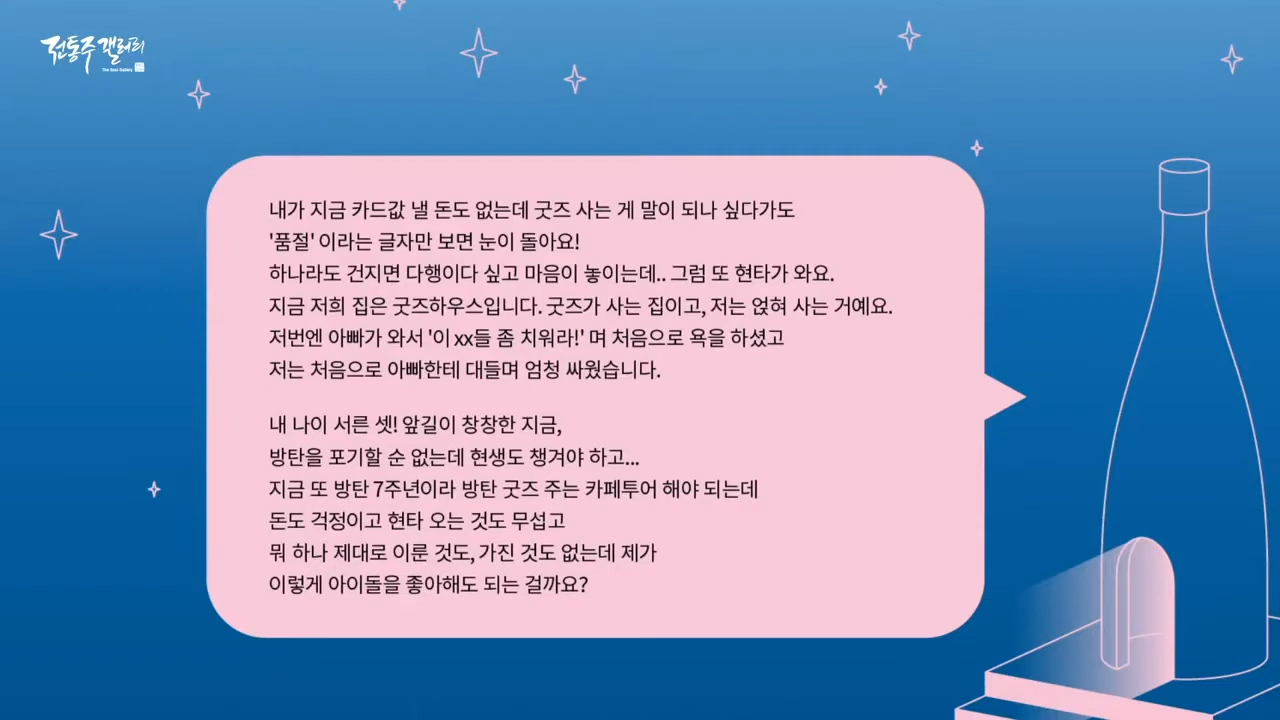 전통주 갤러리
The Sool Gallery
내가 지금 카드값 낼 돈도 없는데 굿즈 사는 게 말이 되나 싶다가도
'품절' 이라는 글자만 보면 눈이 돌아요!
하나라도 건지면 다행이다 싶고 마음이 놓이는데.. 그럼 또 현타가 와요.
지금 저희 집은 굿즈하우스입니다. 굿즈가 사는 집이고, 저는 얹혀 사는 거예요.
저번엔 아빠가 와서 '이 xx들 좀 치워라!' 며 처음으로 욕을 하셨고
저는 처음으로 아빠한테 대들며 엄청 싸웠습니다.
내 나이 서른 셋! 앞길이 창창한 지금,
방탄을 포기할 순 없는데 현생도 챙겨야 하고...
지금 또 방탄 7주년이라 방탄 굿즈 주는 카페투어 해야 되는데
돈도 걱정이고 현타 오는 것도 무섭고
뭐 하나 제대로 이룬 것도, 가진 것도 없는데 제가
이렇게 아이돌을 좋아해도 되는 걸까요?